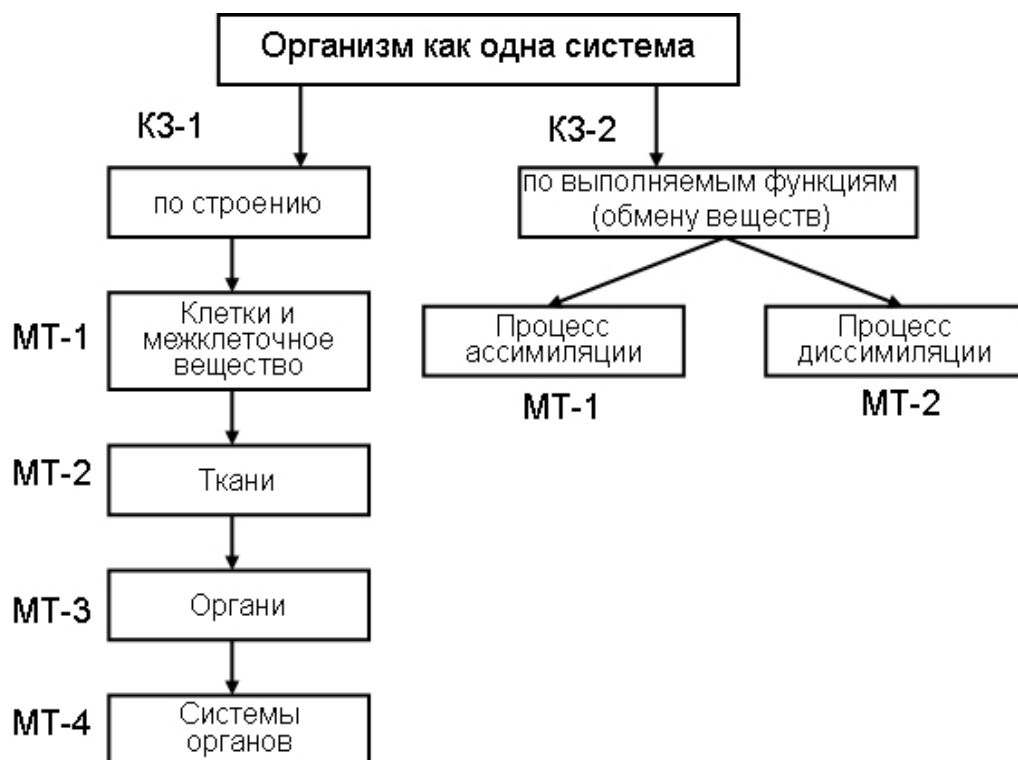 Организм как одна система
КЗ-1
КЗ-2
по строению
по выполняемым функциям
(обмену веществ)
МТ-1
Клетки и
межклеточное
вещество
Процесс
ассимиляции
Процесс
диссимиляции
МТ-1
МТ-2
МТ-2
Ткани
МТ-3
Органи
МТ-4
Системы
органов